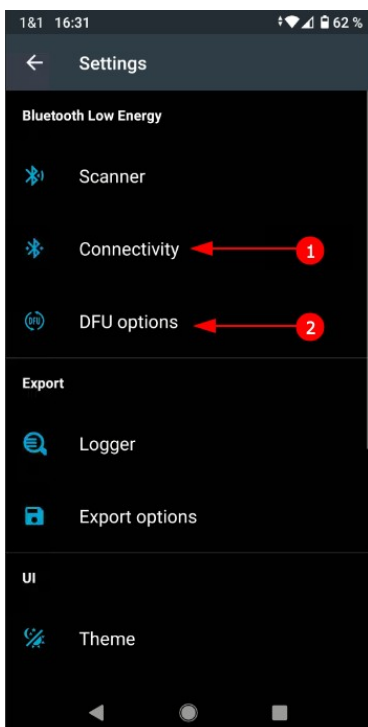 1&1 16:31 62 %
Settings
Bluetooth Low Energy
Scanner
Connectivity 1
DFU DFU options 2
Export
Logger
Export options
UI
Theme